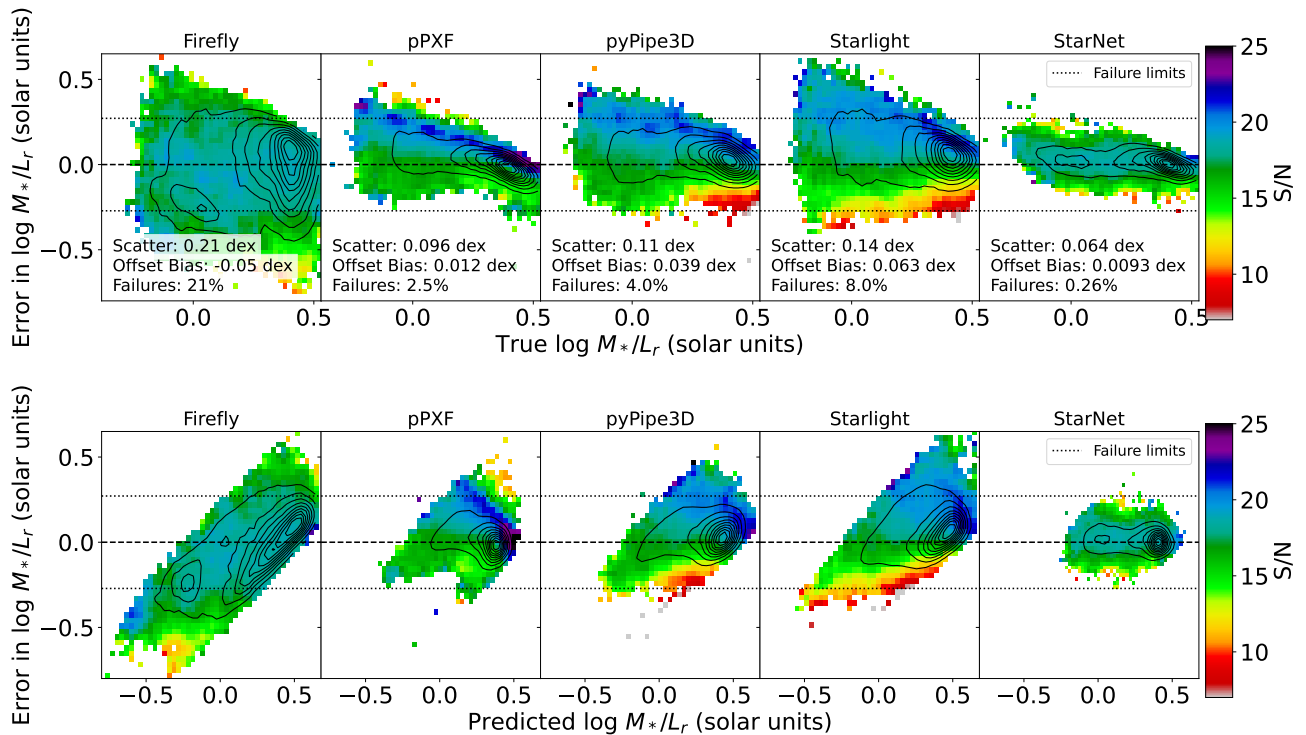 Firefly
pPXF
pyPipe3D
Starlight
StarNet
Error in log M*/Lr (solar units)
0.5
0.0
−0.5
Scatter: 0.21 dex
Offset Bias: -0.05 dex
Failures: 21%
Scatter: 0.096 dex
Offset Bias: 0.012 dex
Failures: 2.5%
Scatter: 0.11 dex
Offset Bias: 0.039 dex
Failures: 4.0%
Scatter: 0.14 dex
Offset Bias: 0.063 dex
Failures: 8.0%
Failure limits
Scatter: 0.064 dex
Offset Bias: 0.0093 dex
Failures: 0.26%
0.0 0.5 0.0 0.5 0.0 0.5 0.0 0.5 0.0 0.5
True log M*/Lr (solar units)
25
20
15
10
S/N
Firefly
pPXF
pyPipe3D
Starlight
StarNet
Error in log M*/Lr (solar units)
0.5
0.0
−0.5
Failure limits
−0.5 0.0 0.5 −0.5 0.0 0.5 −0.5 0.0 0.5 −0.5 0.0 0.5 −0.5 0.0 0.5
Predicted log M*/Lr (solar units)
25
20
15
10
S/N